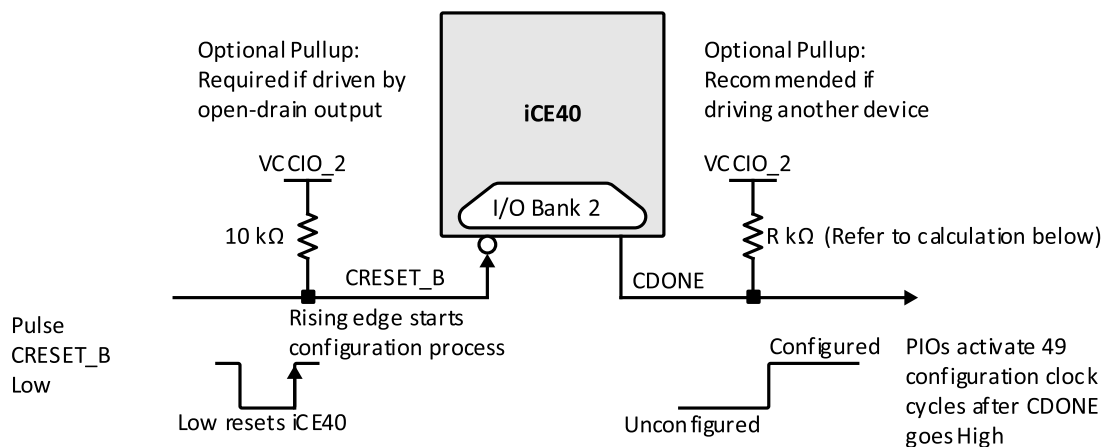 Optional Pullup:
Required if driven by
open-drain output
iCE40
Optional Pullup:
Recommended if
driving another device
VCCIO_2
VCCIO_2
I/O Bank 2
10 kΩ
R kΩ (Refer to calculation below)
CRESET_B
CDONE
Pulse
CRESET_B
Low
Rising edge starts
configuration process
Low resets iCE40
Configured
Unconfigured
PIOs activate 49
configuration clock
cycles after CDONE
goes High